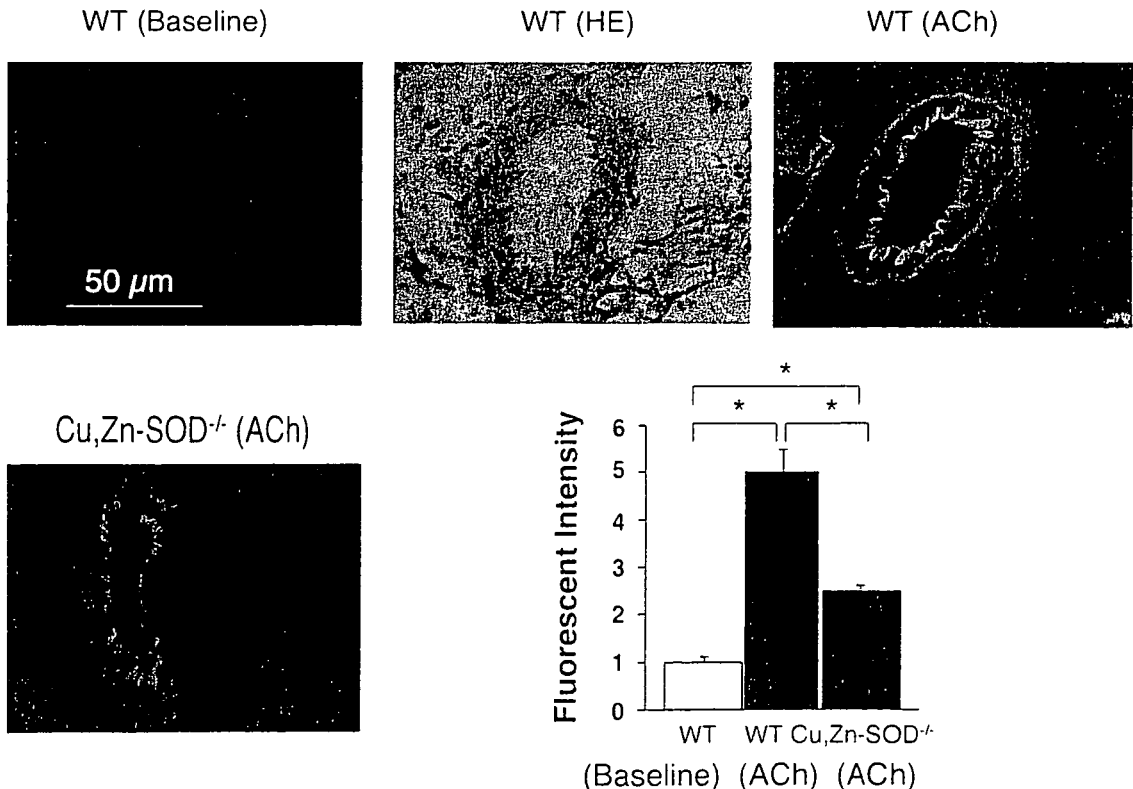 WT (Baseline)
WT (HE)
WT (ACh)
50 µm
Cu,Zn-SOD-/- (ACh)
* 
* *
Fluorescent Intensity
6
5
4
3
2
1
0
WT WT Cu,Zn-SOD-/-
(Baseline) (ACh) (ACh)